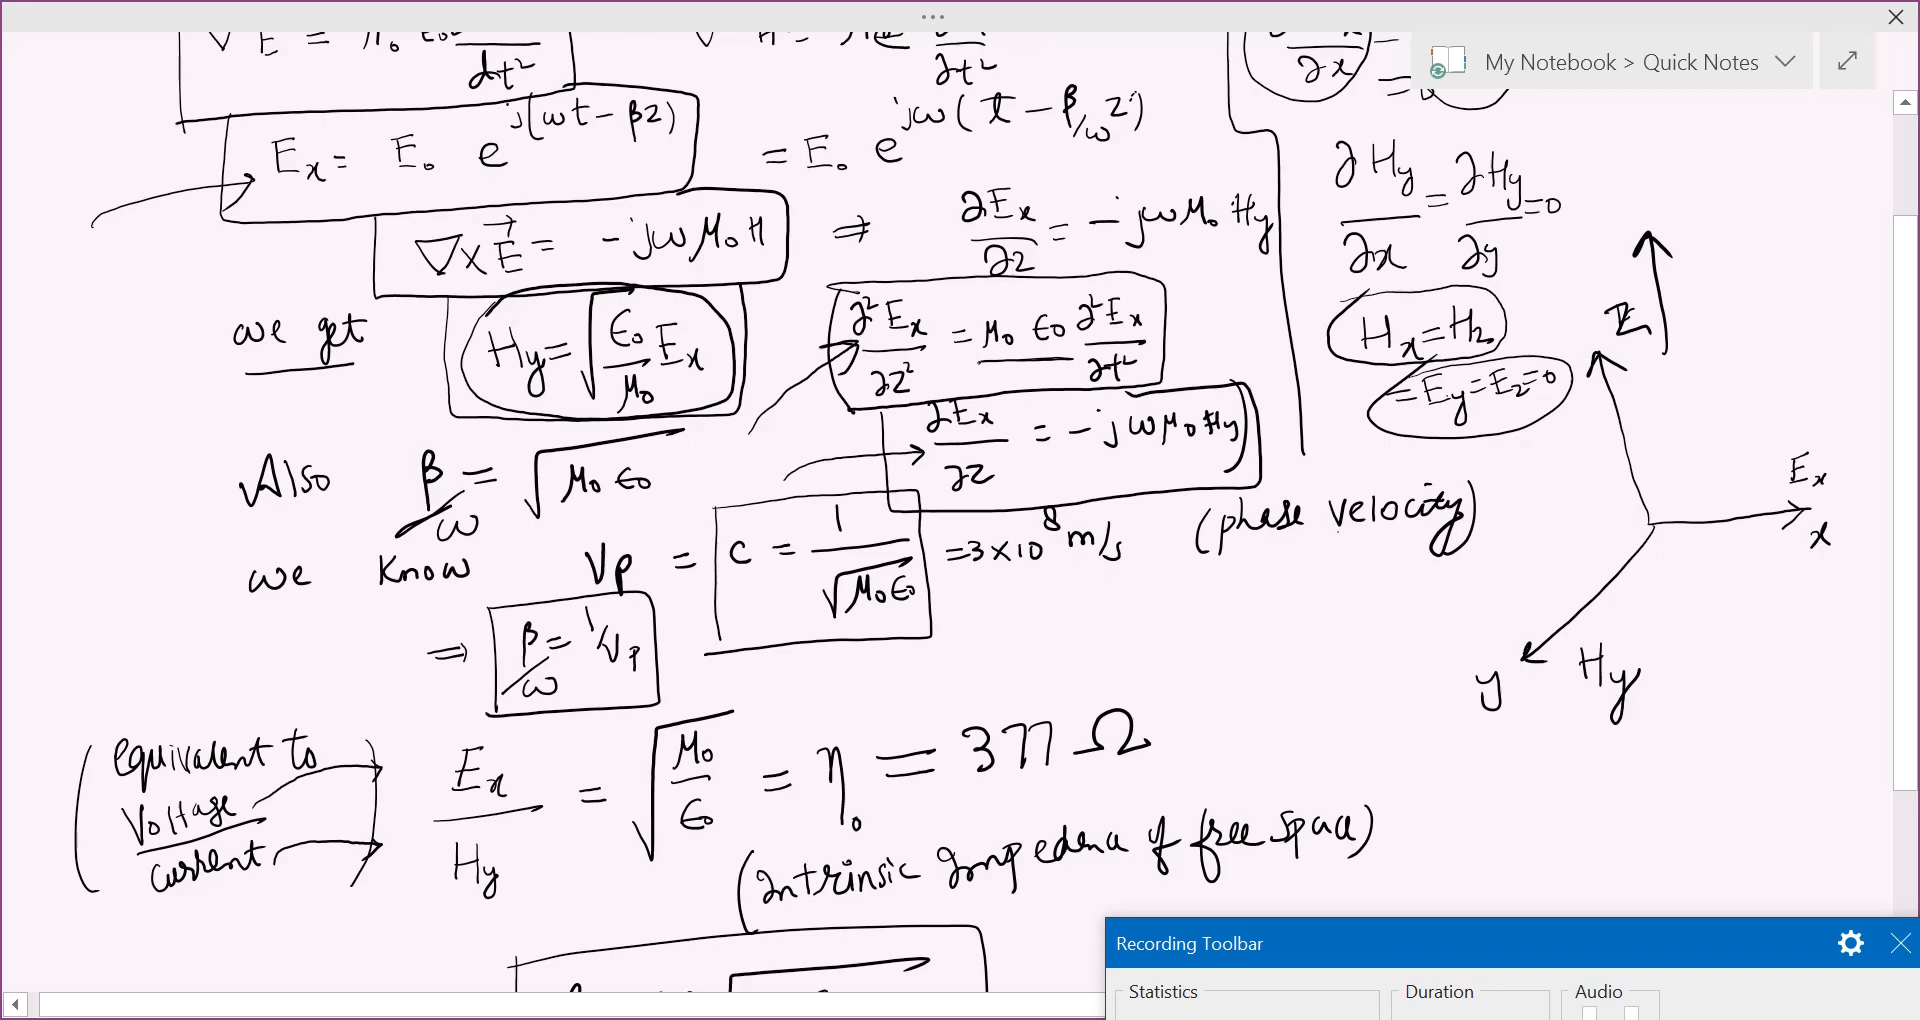 My Notebook > Quick Notes
∂t²
∂t²
∂x
Ex = E₀ e^j(ωt − βz) = E₀ e^jω(t − β/ω z)
∂Hy/∂x = ∂Hy/∂y = 0
∇ × E⃗ = −jωμ₀H ⇒ ∂Ex/∂z = −jωμ₀Hy
we get Hy = √(ε₀/μ₀) Ex
∂²Ex/∂z² = μ₀ε₀ ∂²Ex/∂t²
Hx = Hz
= Ey = Ez = 0
Z
Also β/ω = √(μ₀ε₀)
∂Ex/∂z = −jωμ₀Hy
Ex
x
we know Vp = c = 1/√(μ₀ε₀) = 3×10⁸ m/s (phase velocity)
⇒ β/ω = 1/Vp
y Hy
(equivalent to
Voltage
Current)
Ex/Hy = √(μ₀/ε₀) = η₀ = 377 Ω
(Intrinsic Impedence of free space)
Recording Toolbar
Statistics
Duration
Audio